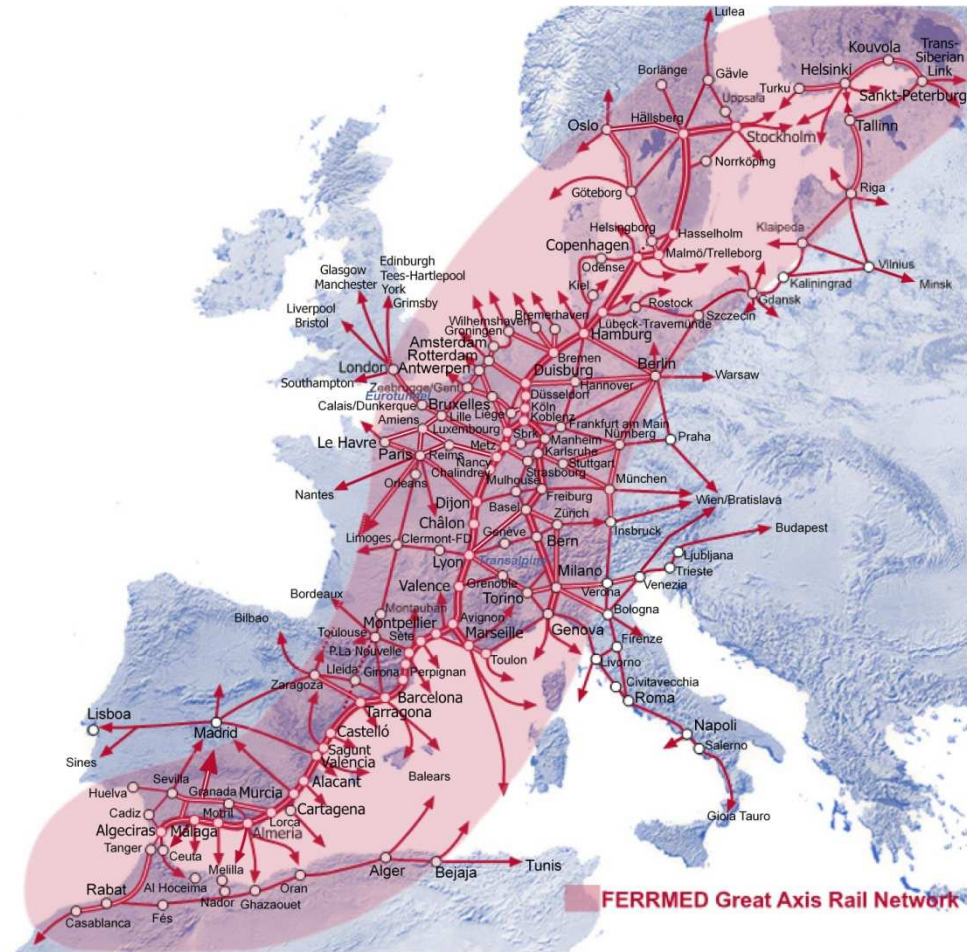 Lulea
Kouvola
Trans-
Siberian
Link
Borlänge
Gävle
Helsinki
Turku
Uppsala
Sankt-Peterburg
Oslo
Hällsberg
Stockholm
Tallinn
Norrköping
Göteborg
Riga
Helsingborg
Hasselholm
Klaipeda
Copenhagen
Malmö/Trelleborg
Odense
Vilnius
Edinburgh
Glasgow
Tees-Hartlepool
Manchester
York
Kiel
Kaliningrad
Minsk
Grimsby
Rostock
Gdansk
Liverpool
Bristol
Wilhemshaven
Bremerhaven
Groningen
Lübeck-Travemünde
Szczecin
Hamburg
Amsterdam
Rotterdam
Bremen
London
Antwerpen
Duisburg
Berlin
Southampton
Zeebrugge/Gent
Hannover
Warsaw
Eurotunnel
Düsseldorf
Calais/Dunkerque
Bruxelles
Köln
Lille
Liège
Koblenz
Amiens
Frankfurt am Main
Luxembourg
Sbrk
Manheim
Nürnberg
Praha
Le Havre
Metz
Karlsruhe
Paris
Reims
Nancy
Stuttgart
Chalindrey
Strasbourg
Orleans
Mulhouse
München
Nantes
Freiburg
Wien/Bratislava
Dijon
Basel
Zürich
Châlon
Insbruck
Budapest
Limoges
Clermont-FD
Genève
Bern
Lyon
Transalpine
Ljubljana
Milano
Trieste
Valence
Grenoble
Venezia
Torino
Verona
Bordeaux
Montauban
Bologna
Bilbao
Montpellier
Avignon
Genova
Toulouse
Sète
Marseille
Firenze
P.La Nouvelle
Toulon
Livorno
Lleida
Girona
Perpignan
Zaragoza
Civitavecchia
Barcelona
Roma
Lisboa
Tarragona
Madrid
Castelló
Napoli
Sagunt
Salerno
València
Sines
Alacant
Balears
Sevilla
Huelva
Granada
Murcia
Cartagena
Cadiz
Motril
Lorca
Gioia Tauro
Algeciras
Málaga
Almeria
Tanger
Ceuta
Melilla
Alger
Bejaja
Tunis
Rabat
Al Hoceima
Oran
Nador
Casablanca
Fés
Ghazaouet
FERRMED Great Axis Rail Network